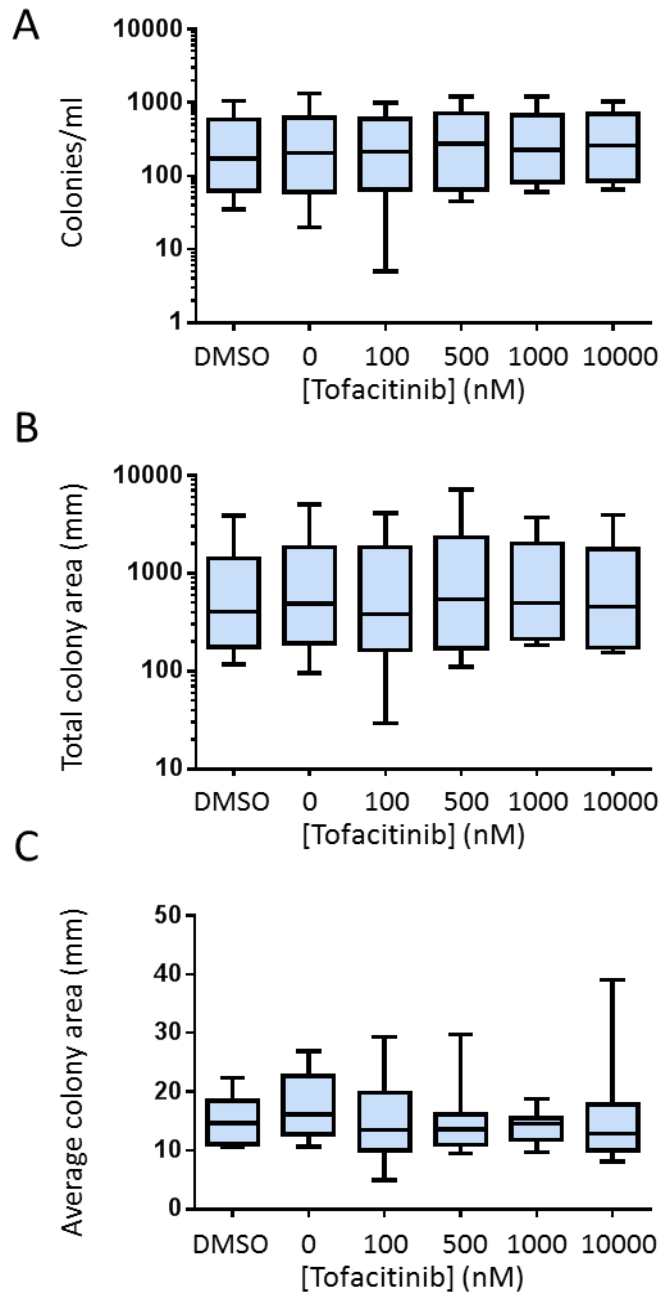 A
Colonies/ml
10000
1000
100
10
1
DMSO 0 100 500 1000 10000
[Tofacitinib] (nM)
B
Total colony area (mm)
10000
1000
100
10
DMSO 0 100 500 1000 10000
[Tofacitinib] (nM)
C
Average colony area (mm)
50
40
30
20
10
0
DMSO 0 100 500 1000 10000
[Tofacitinib] (nM)